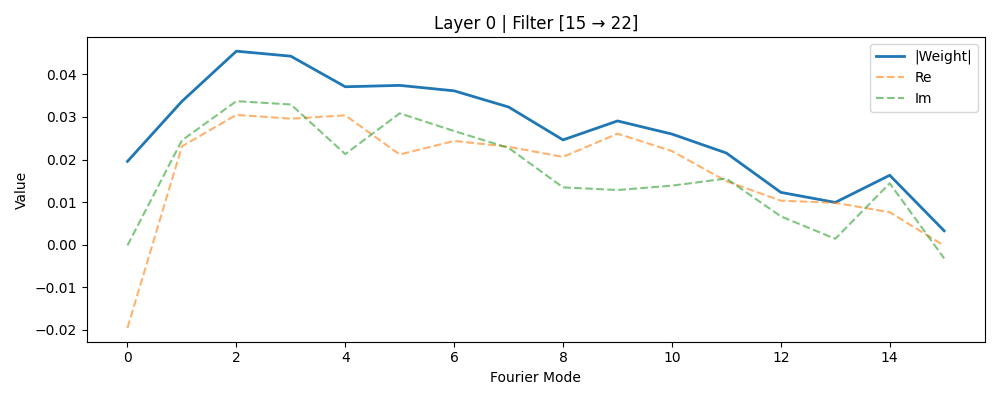 Layer 0 | Filter [15 → 22]
Value
0.04
0.03
0.02
0.01
0.00
−0.01
−0.02
0 2 4 6 8 10 12 14
Fourier Mode
|Weight|
Re
Im